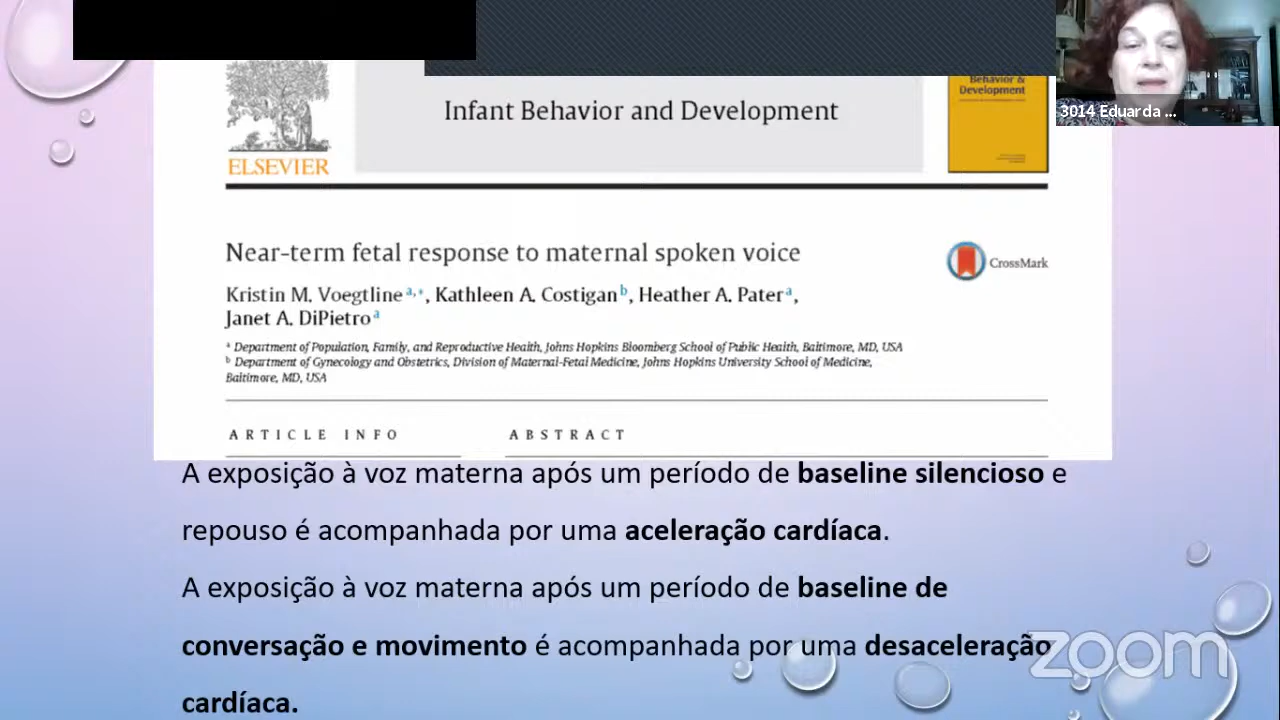 3014 Eduarda ...
Infant Behavior and Development
Behavior &
Development
ELSEVIER
Near-term fetal response to maternal spoken voice
CrossMark
Kristin M. Voegtline a,*, Kathleen A. Costigan b, Heather A. Pater a,
Janet A. DiPietro a
a Department of Population, Family, and Reproductive Health, Johns Hopkins Bloomberg School of Public Health, Baltimore, MD, USA
b Department of Gynecology and Obstetrics, Division of Maternal-Fetal Medicine, Johns Hopkins University School of Medicine,
Baltimore, MD, USA
ARTICLE INFO
ABSTRACT
A exposição à voz materna após um período de baseline silencioso e
repouso é acompanhada por uma aceleração cardíaca.
A exposição à voz materna após um período de baseline de
conversação e movimento é acompanhada por uma desaceleração
cardíaca.
zoom